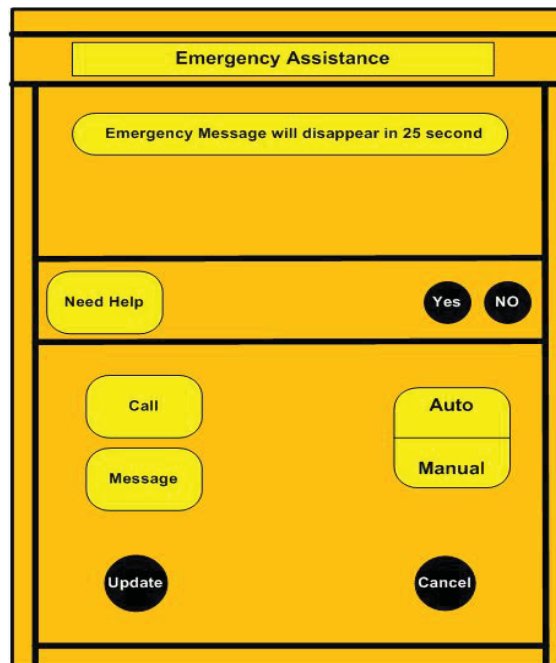 Emergency Assistance
Emergency Message will disappear in 25 second
Need Help
Yes
NO
Call
Message
Auto
Manual
Update
Cancel